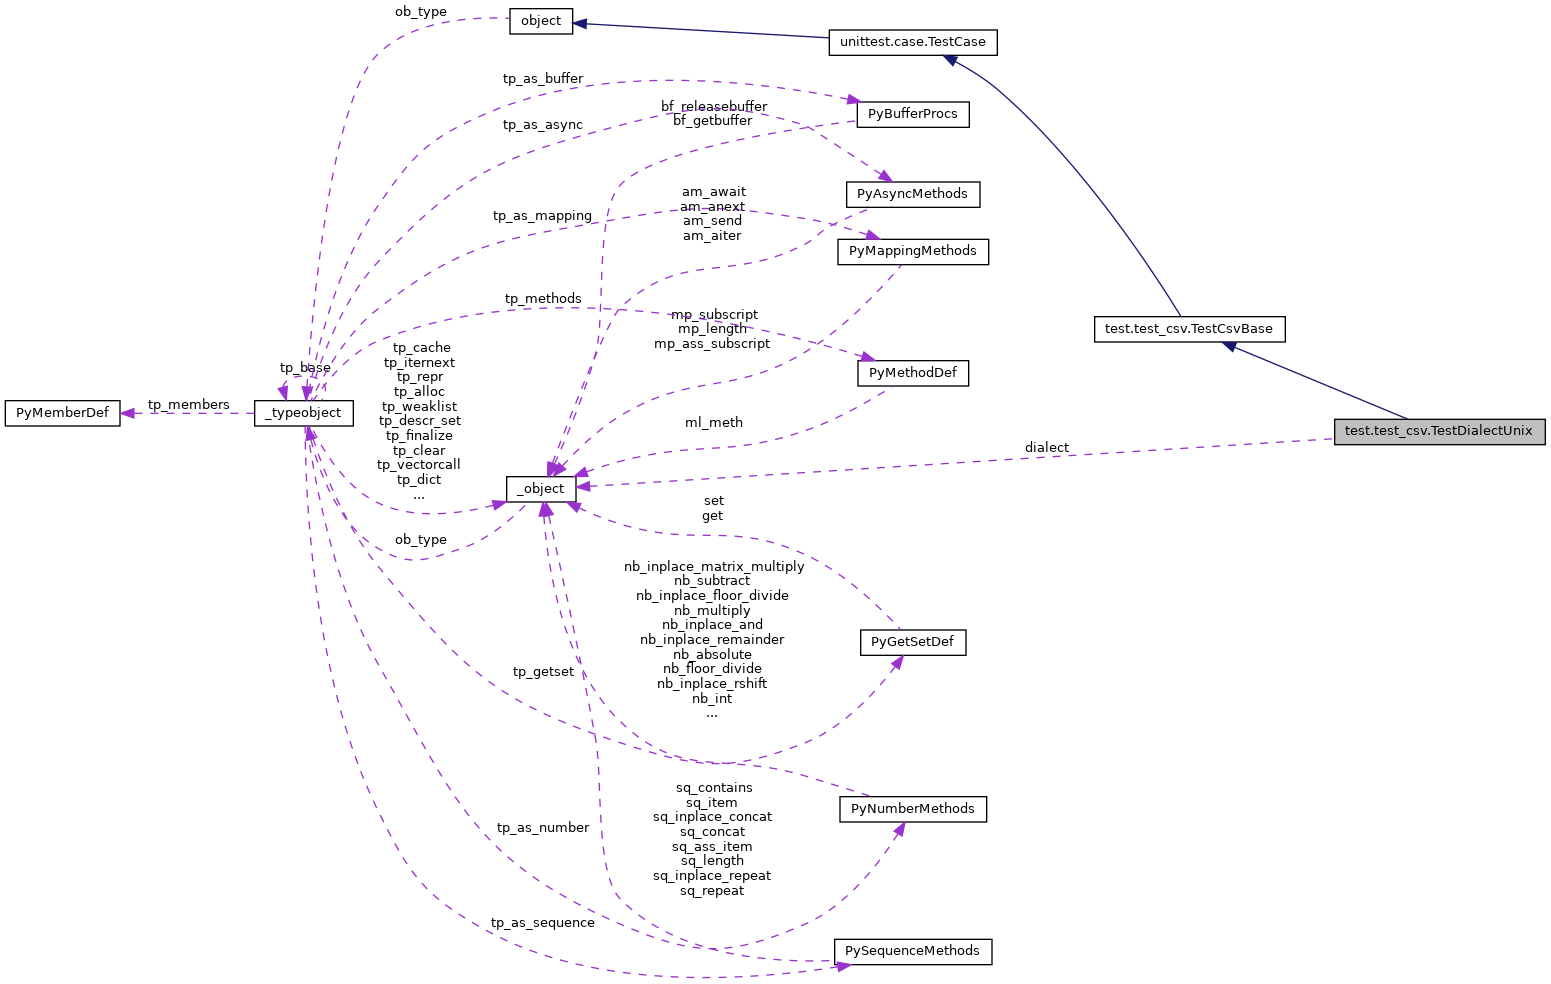 ob_type
object
unittest.case.TestCase
tp_as_buffer
bf_releasebuffer
bf_getbuffer
PyBufferProcs
tp_as_async
PyAsyncMethods
am_await
am_anext
am_send
am_aiter
tp_as_mapping
PyMappingMethods
tp_methods
mp_subscript
mp_length
mp_ass_subscript
test.test_csv.TestCsvBase
tp_base
PyMethodDef
tp_cache
tp_iternext
tp_repr
tp_alloc
tp_weaklist
tp_descr_set
tp_finalize
tp_clear
tp_vectorcall
tp_dict
...
PyMemberDef
tp_members
_typeobject
ml_meth
test.test_csv.TestDialectUnix
dialect
_object
set
get
ob_type
nb_inplace_matrix_multiply
nb_subtract
nb_inplace_floor_divide
nb_multiply
nb_inplace_and
nb_inplace_remainder
nb_absolute
nb_floor_divide
nb_inplace_rshift
nb_int
...
PyGetSetDef
tp_getset
sq_contains
sq_item
sq_inplace_concat
sq_concat
sq_ass_item
sq_length
sq_inplace_repeat
sq_repeat
PyNumberMethods
tp_as_number
tp_as_sequence
PySequenceMethods